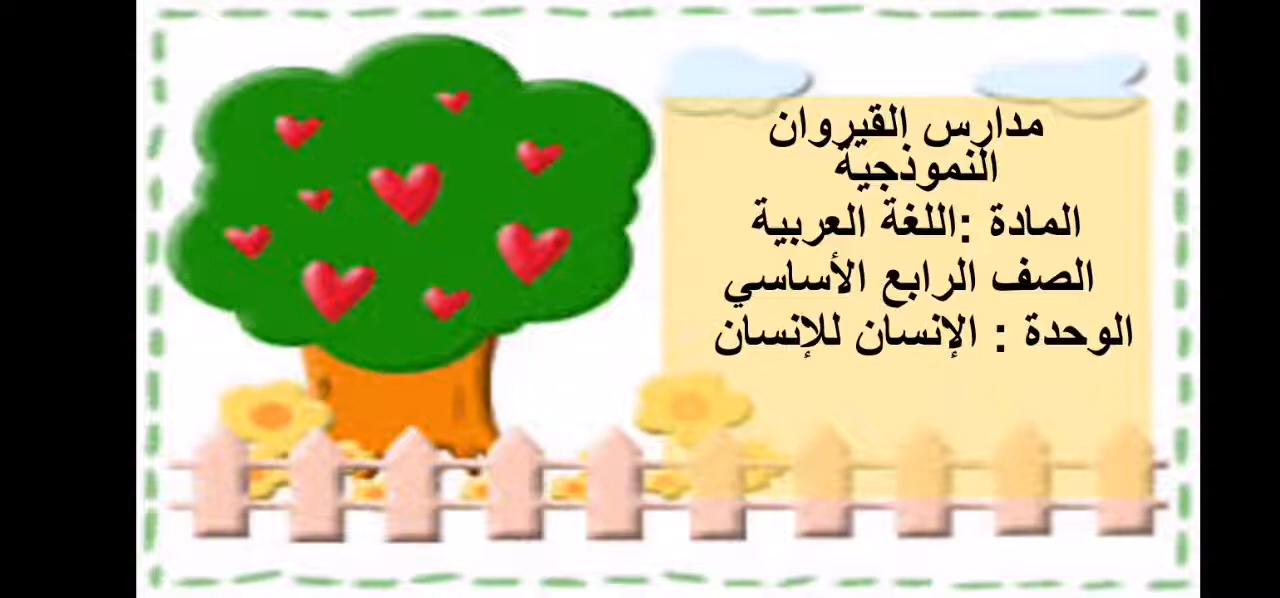 مدارس القيروان
النموذجية
المادة :اللغة العربية
الصف الرابع الأساسي
الوحدة : الإنسان للإنسان